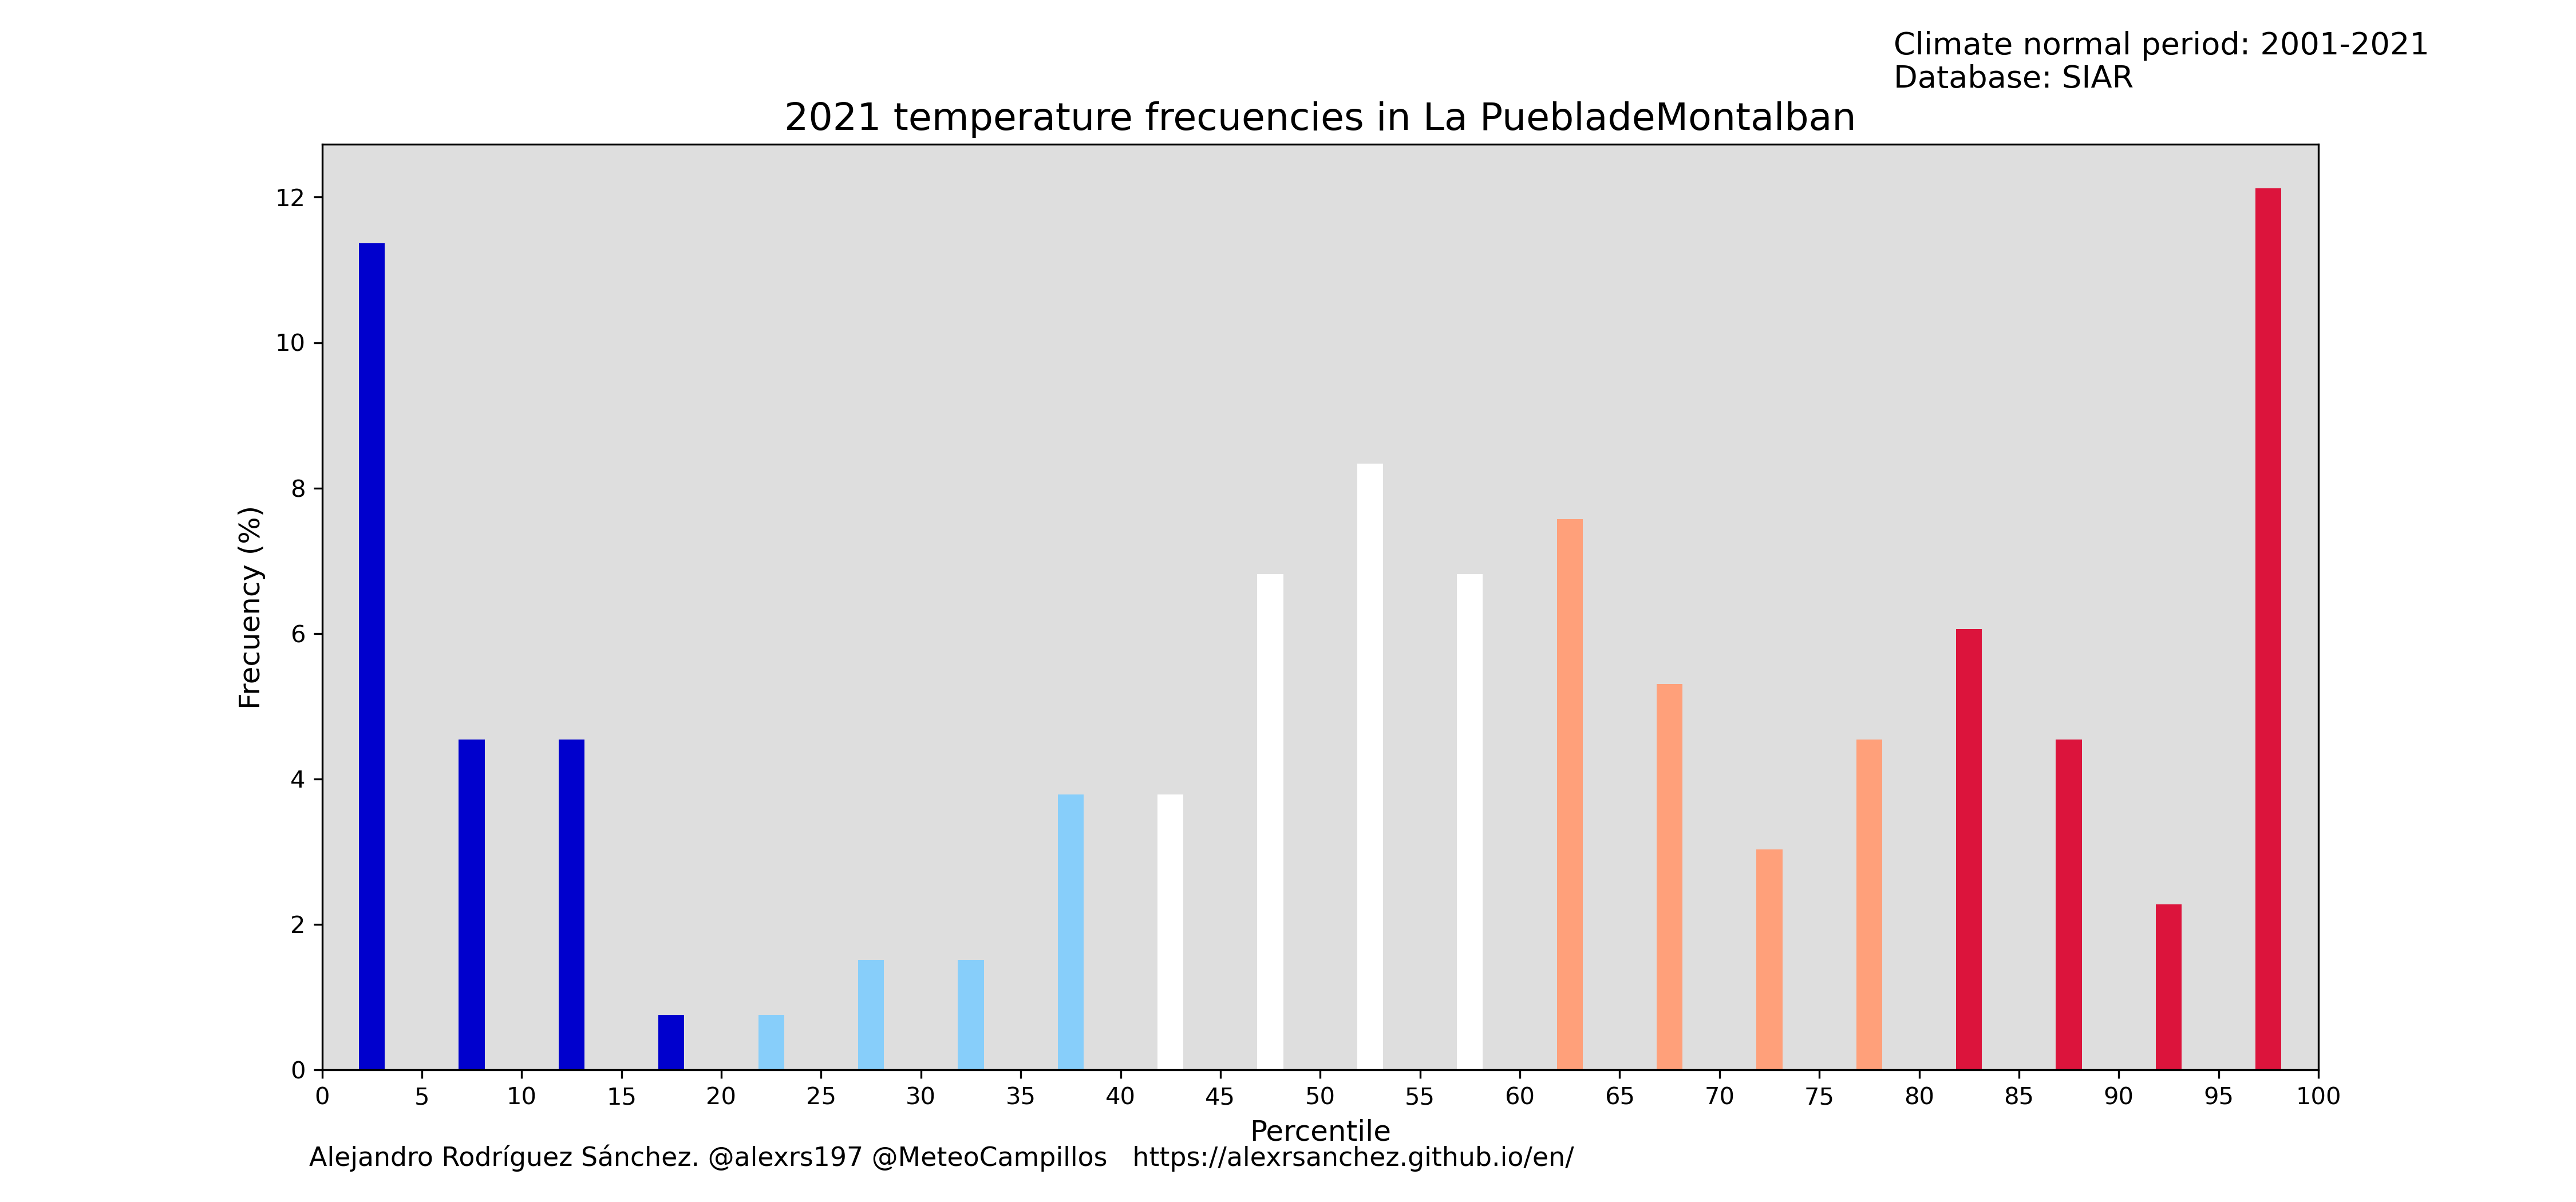 Climate normal period: 2001-2021
Database: SIAR
2021 temperature frecuencies in La PuebladeMontalban
12
10
8
6
4
2
0
Frecuency (%)
0 5 10 15 20 25 30 35 40 45 50 55 60 65 70 75 80 85 90 95 100
Percentile
Alejandro Rodríguez Sánchez. @alexrs197 @MeteoCampillos https://alexrsanchez.github.io/en/